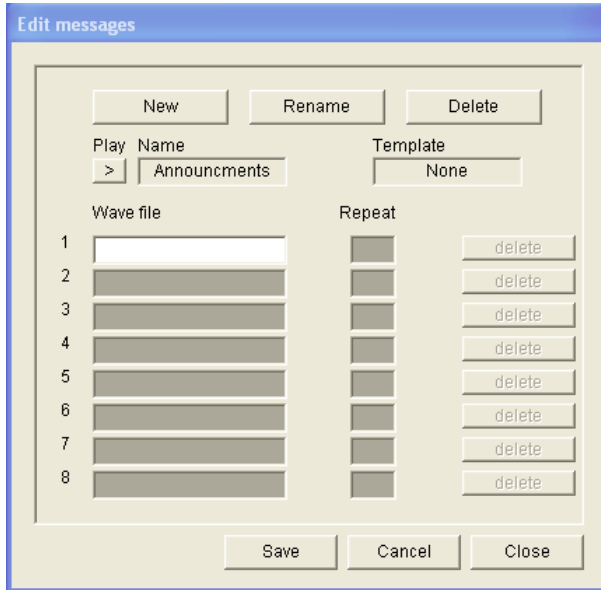 Edit messages
New Rename Delete
Play Name Template
> Announcments None
Wave file Repeat
1 delete
2 delete
3 delete
4 delete
5 delete
6 delete
7 delete
8 delete
Save Cancel Close